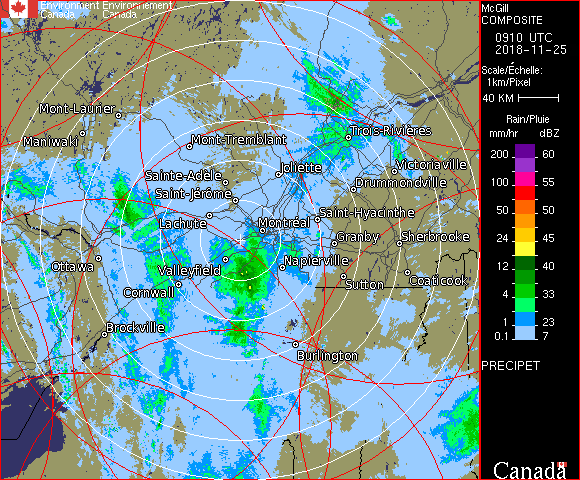 Environment Environnement
Canada Canada
McGill
COMPOSITE
0910 UTC
2018-11-25
Scale/Échelle:
1km/Pixel
40 KM
Rain/Pluie
mm/hr dBZ
200 60
100 55
50 50
24 45
12 40
4 33
1 23
0.1 7
PRECIPET
Canada
Mont-Laurier
Maniwaki
Mont-Tremblant
Trois-Rivières
Joliette
Victoriaville
Sainte-Adèle
Drummondville
Saint-Jérôme
Saint-Hyacinthe
Lachute
Montréal
Granby
Sherbrooke
Ottawa
Valleyfield
Napierville
Cornwall
Sutton
Coaticook
Brockville
Burlington